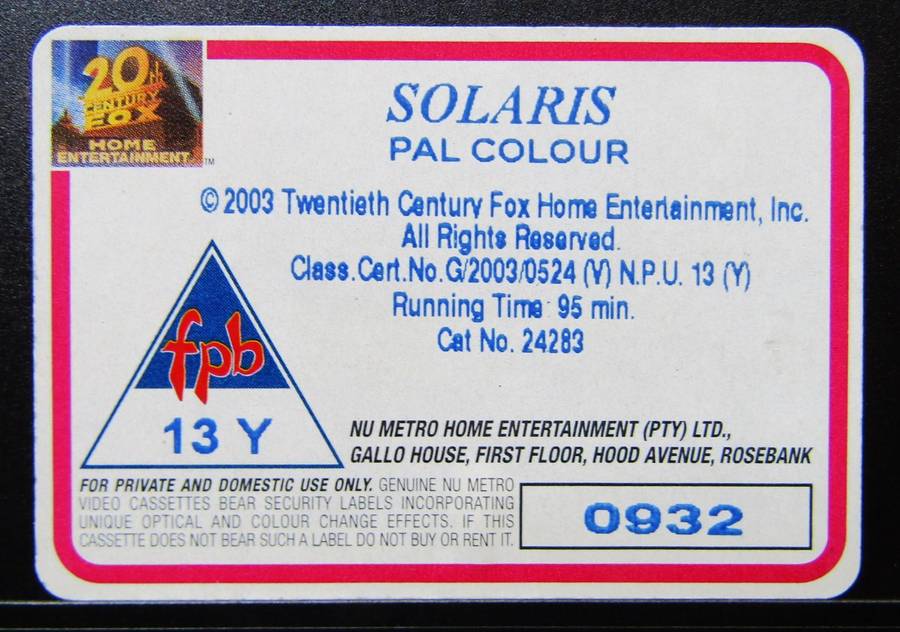 20th
CENTURY
FOX
HOME
ENTERTAINMENT™
SOLARIS
PAL COLOUR
© 2003 Twentieth Century Fox Home Entertainment, Inc.
All Rights Reserved.
Class.Cert.No.G/2003/0524 (V) N.P.U. 13 (Y)
Running Time: 95 min.
Cat No. 24283
fpb
13 Y
NU METRO HOME ENTERTAINMENT (PTY) LTD.,
GALLO HOUSE, FIRST FLOOR, HOOD AVENUE, ROSEBANK
FOR PRIVATE AND DOMESTIC USE ONLY. GENUINE NU METRO
VIDEO CASSETTES BEAR SECURITY LABELS INCORPORATING
UNIQUE OPTICAL AND COLOUR CHANGE EFFECTS. IF THIS
CASSETTE DOES NOT BEAR SUCH A LABEL DO NOT BUY OR RENT IT.
0932